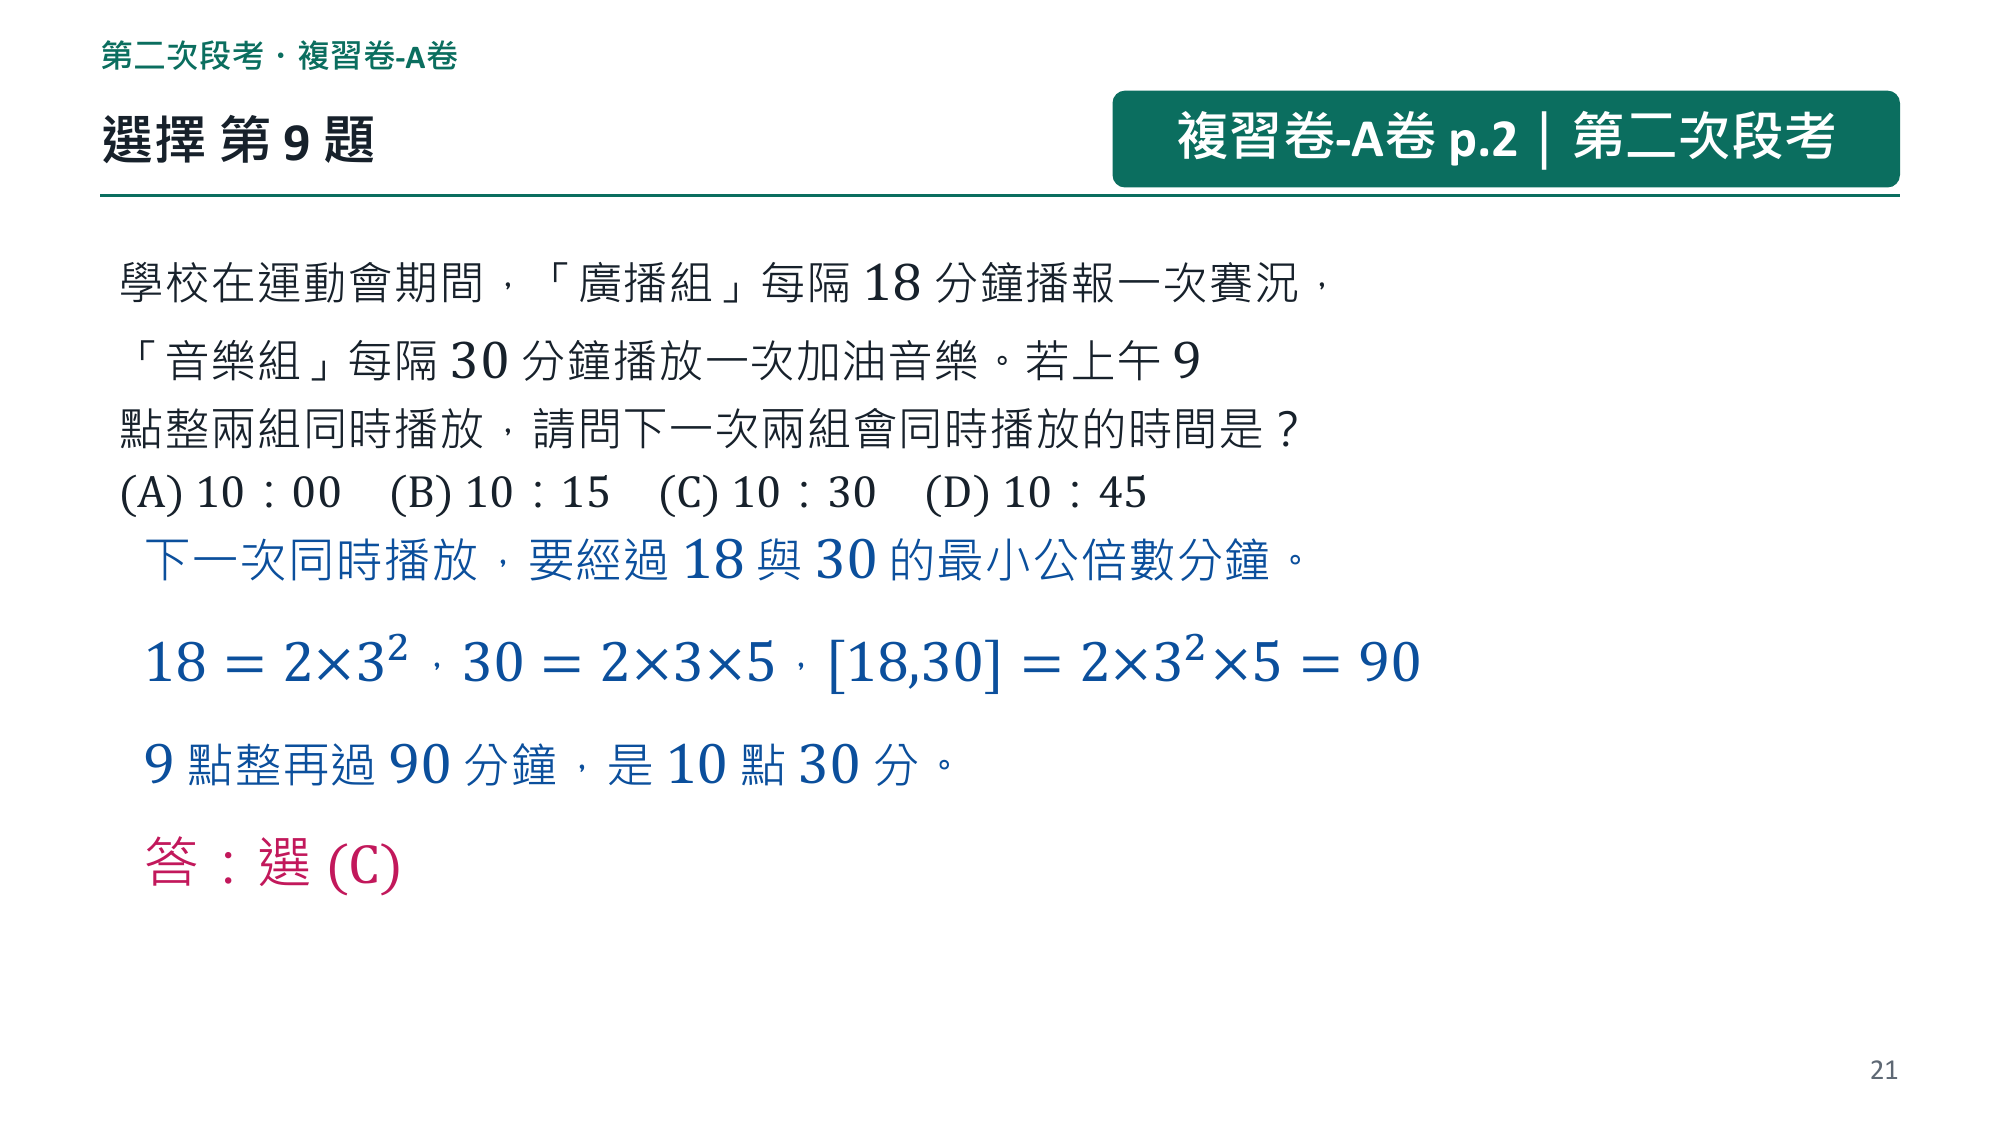 第二次段考・複習卷-A卷
選擇 第 9 題
複習卷-A卷 p.2｜第二次段考
學校在運動會期間，「廣播組」每隔 18 分鐘播報一次賽況，
「音樂組」每隔 30 分鐘播放一次加油音樂。若上午 9
點整兩組同時播放，請問下一次兩組會同時播放的時間是？
(A) 10：00　(B) 10：15　(C) 10：30　(D) 10：45
下一次同時播放，要經過 18 與 30 的最小公倍數分鐘。
18 = 2×3²，30 = 2×3×5，[18,30] = 2×3²×5 = 90
9 點整再過 90 分鐘，是 10 點 30 分。
答：選 (C)
21